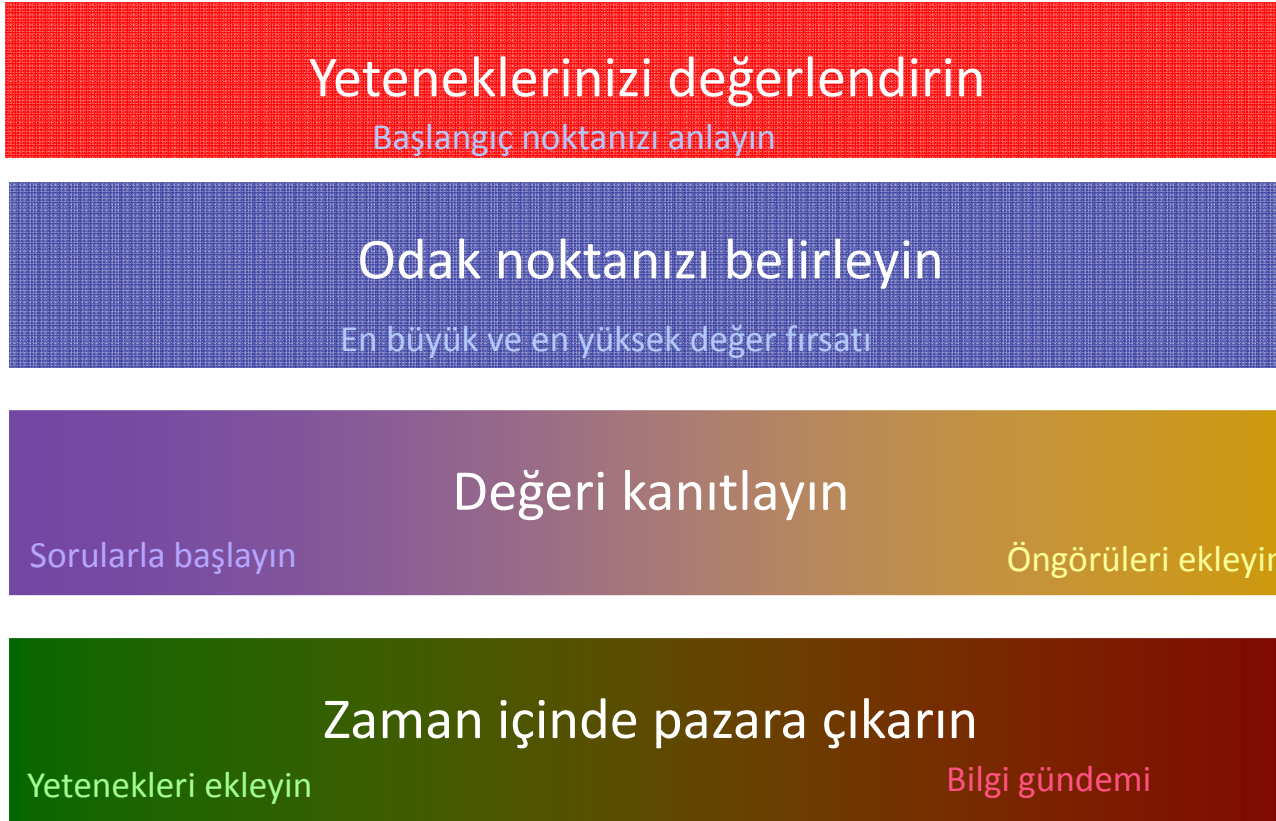 Yeteneklerinizi değerlendirin
Başlangıç noktanızı anlayın
Odak noktanızı belirleyin
En büyük ve en yüksek değer fırsatı
Değeri kanıtlayın
Sorularla başlayın
Öngörüleri ekleyin
Zaman içinde pazara çıkarın
Yetenekleri ekleyin
Bilgi gündemi